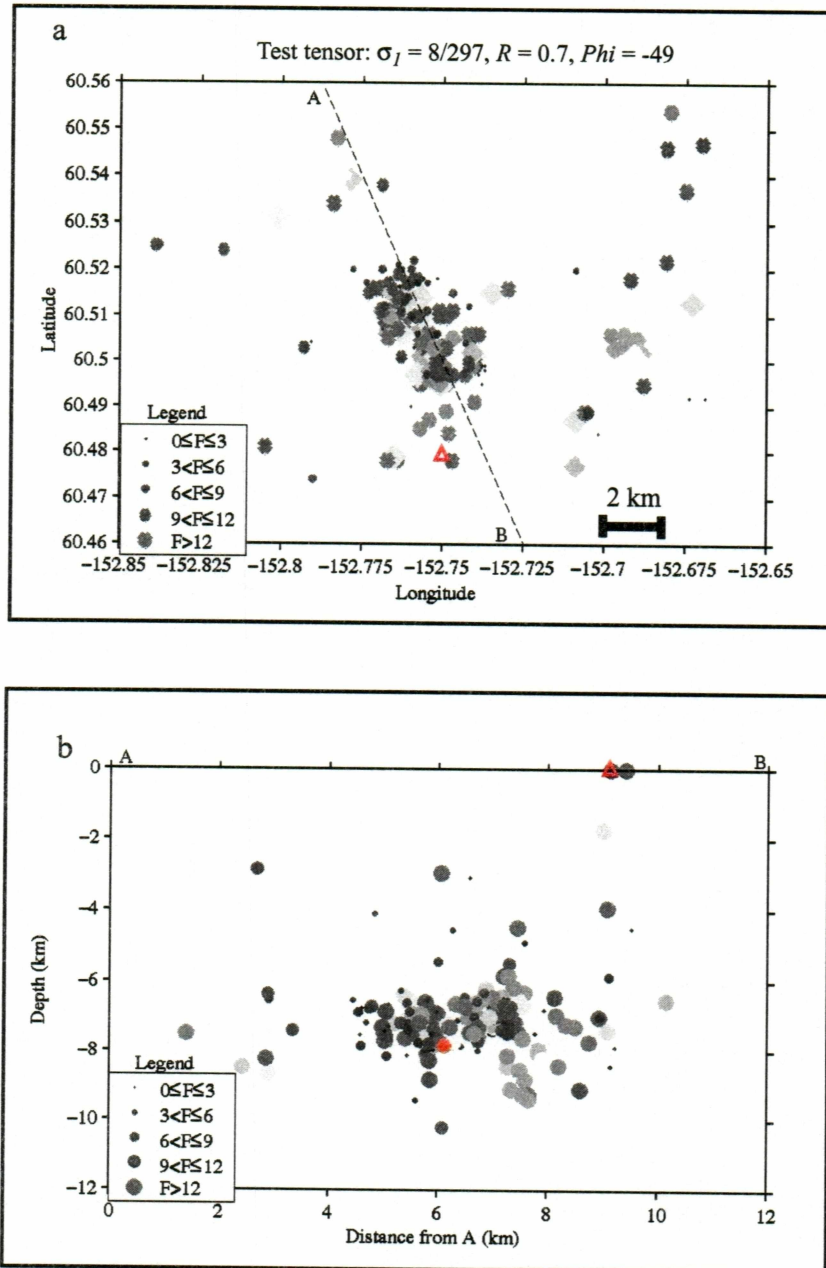 a
Test tensor: σ1 = 8/297, R = 0.7, Phi = -49
60.56
60.55
60.54
60.53
60.52
60.51
60.5
60.49
60.48
60.47
60.46
Latitude
A
B
2 km
Legend
0≤F≤3
3<F≤6
6<F≤9
9<F≤12
F>12
−152.85 −152.825 −152.8 −152.775 −152.75 −152.725 −152.7 −152.675 −152.65
Longitude
b
A
B
0
−2
−4
−6
−8
−10
−12
Depth (km)
Legend
0≤F≤3
3<F≤6
6<F≤9
9<F≤12
F>12
0 2 4 6 8 10 12
Distance from A (km)